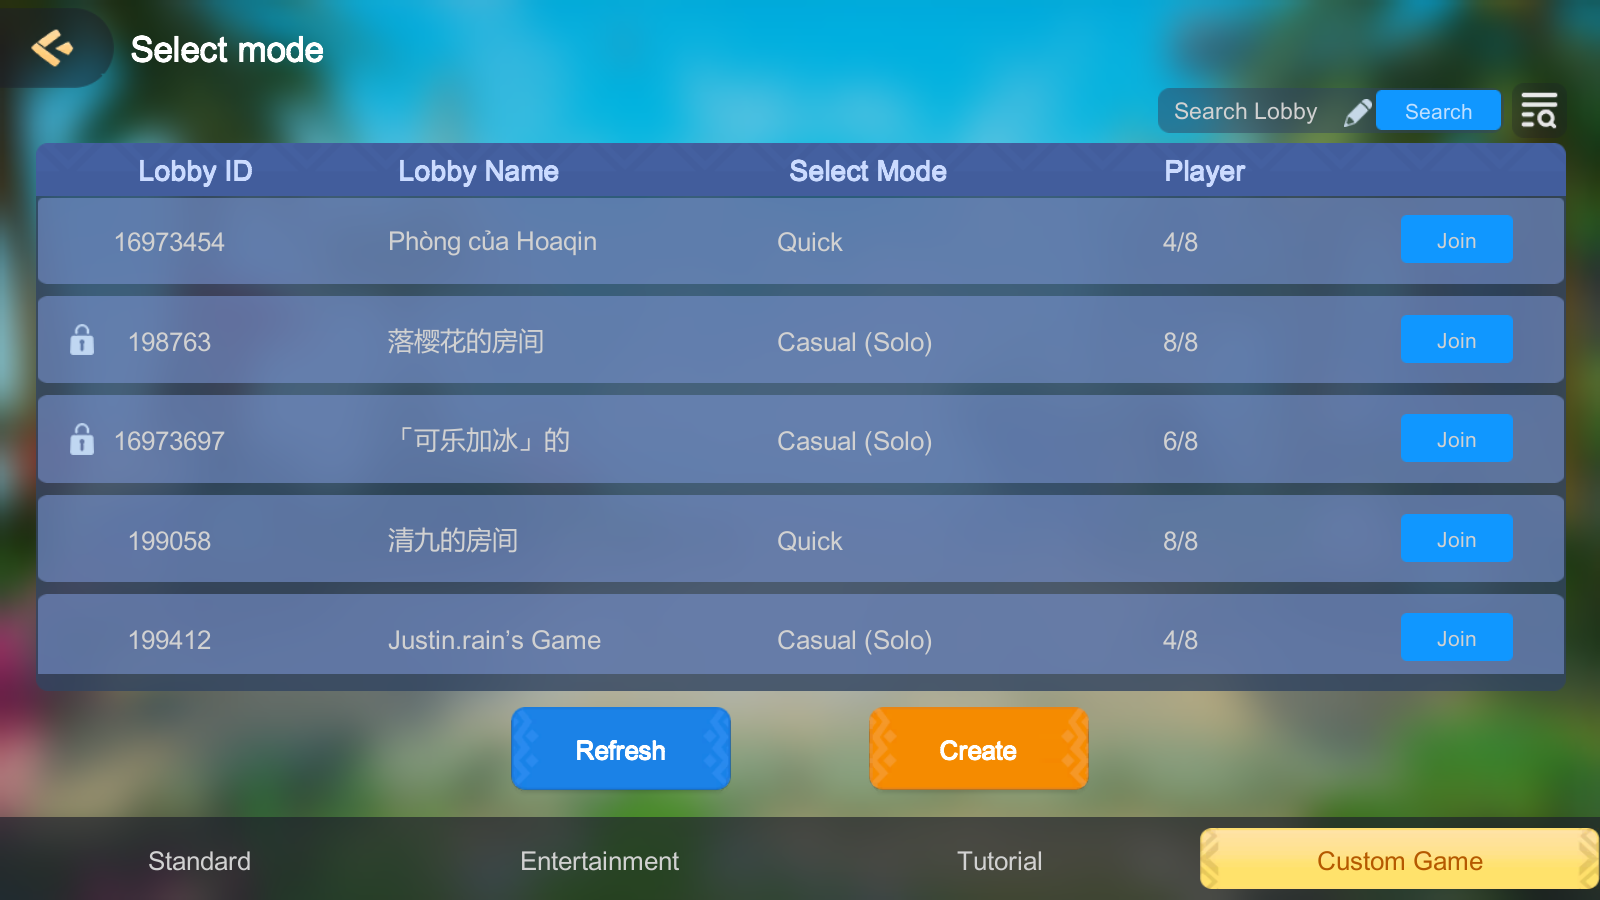 Select mode
Search Lobby Search
Lobby ID Lobby Name Select Mode Player
16973454 Phòng của Hoaqin Quick 4/8 Join
198763 落樱花的房间 Casual (Solo) 8/8 Join
16973697 「可乐加冰」的 Casual (Solo) 6/8 Join
199058 清九的房间 Quick 8/8 Join
199412 Justin.rain’s Game Casual (Solo) 4/8 Join
Refresh Create
Standard Entertainment Tutorial Custom Game